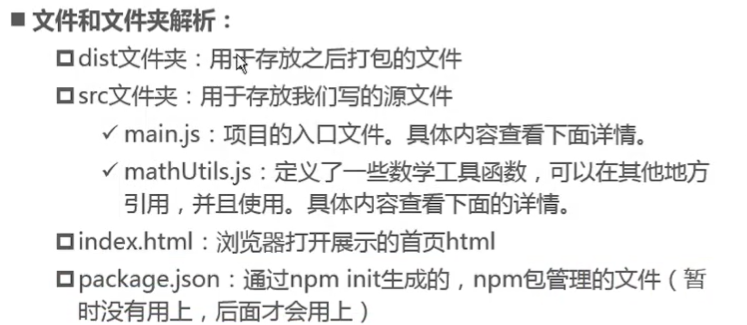 文件和文件夹解析：
dist文件夹：用于存放之后打包的文件
src文件夹：用于存放我们写的源文件
main.js：项目的入口文件。具体内容查看下面详情。
mathUtils.js：定义了一些数学工具函数，可以在其他地方
引用，并且使用。具体内容查看下面的详情。
index.html：浏览器打开展示的首页html
package.json：通过npm init生成的，npm包管理的文件（暂
时没有用上，后面才会用上）